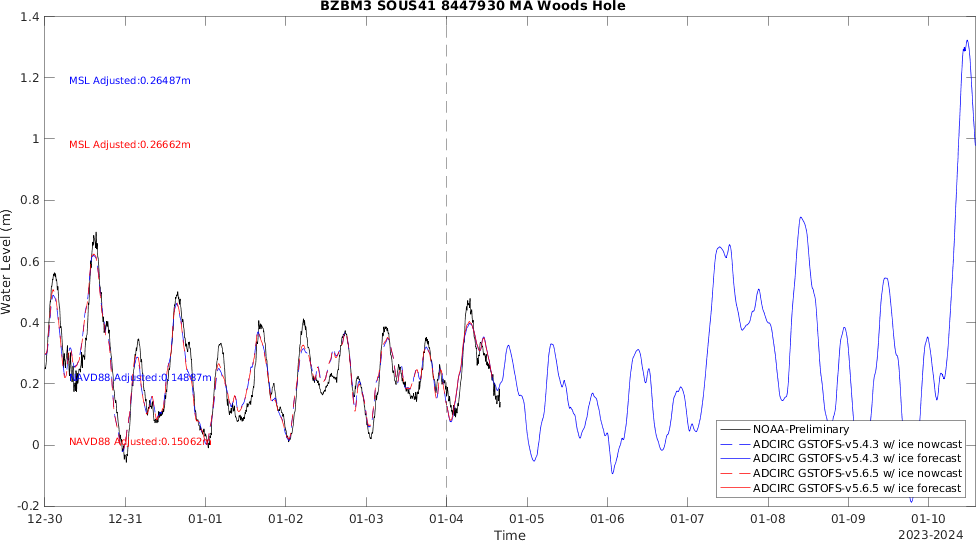 BZBM3 SOUS41 8447930 MA Woods Hole
1.4
1.2
1
0.8
0.6
0.4
0.2
0
-0.2
Water Level (m)
MSL Adjusted:0.26487m
MSL Adjusted:0.26662m
NAVD88 Adjusted:0.14887m
NAVD88 Adjusted:0.15062m
NOAA-Preliminary
ADCIRC GSTOFS-v5.4.3 w/ ice nowcast
ADCIRC GSTOFS-v5.4.3 w/ ice forecast
ADCIRC GSTOFS-v5.6.5 w/ ice nowcast
ADCIRC GSTOFS-v5.6.5 w/ ice forecast
12-30 12-31 01-01 01-02 01-03 01-04 01-05 01-06 01-07 01-08 01-09 01-10
Time
2023-2024